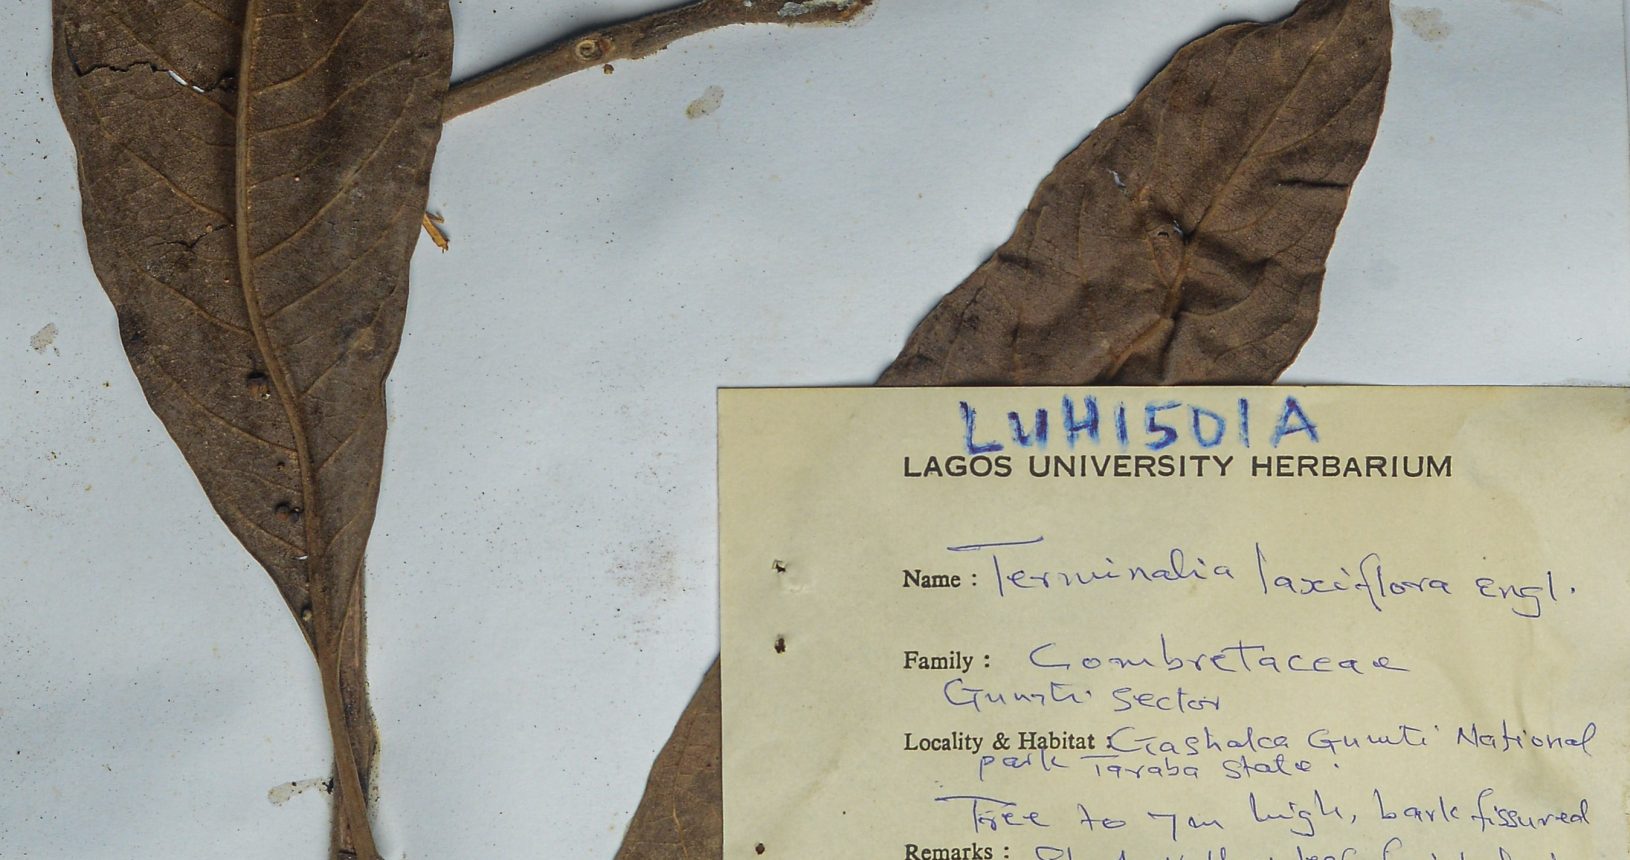 LUH1501A
LAGOS UNIVERSITY HERBARIUM
Name : Terminalia laxiflora Engl.
Family : Combretaceae
Gumti Sector
Locality & Habitat : Gashaka Gumti National
park Taraba State.
Tree to 7m high, bark fissured
Remarks :